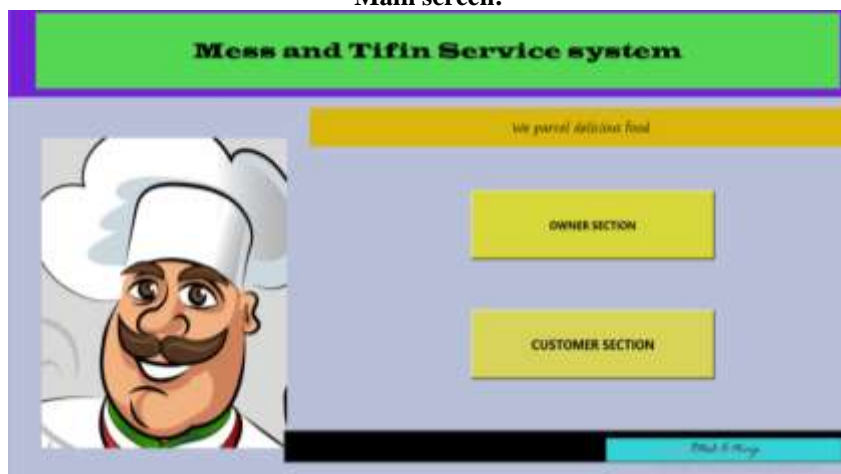 Main screen:
Mess and Tifin Service system
We parcel delicious food
OWNER SECTION
CUSTOMER SECTION